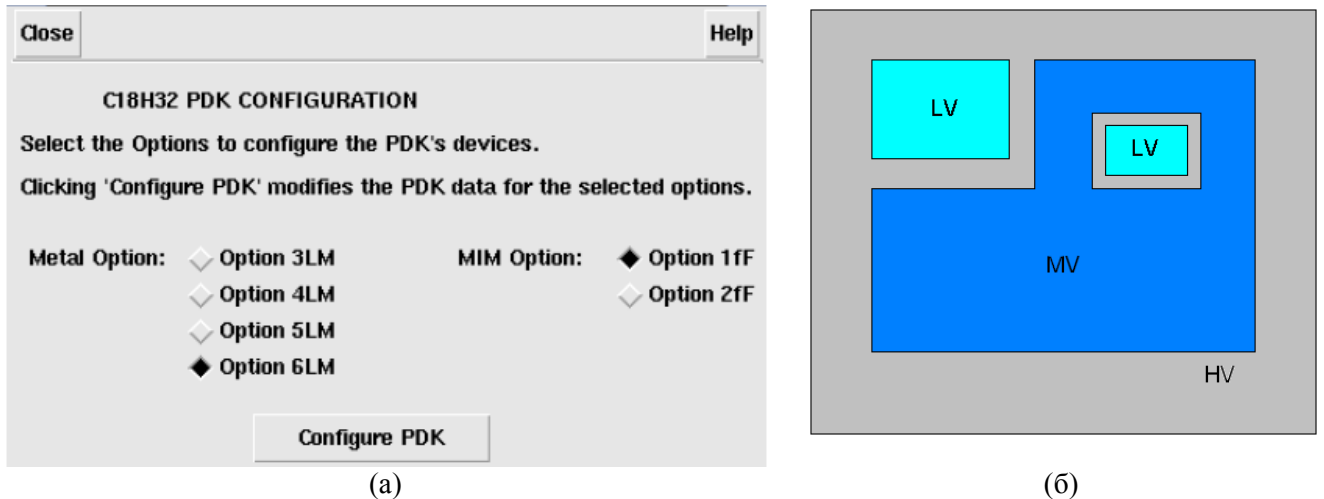 Close Help
C18H32 PDK CONFIGURATION
Select the Options to configure the PDK's devices.
Clicking 'Configure PDK' modifies the PDK data for the selected options.
Metal Option: Option 3LM MIM Option: Option 1fF
Option 4LM Option 2fF
Option 5LM
Option 6LM
Configure PDK
(а)
LV
LV
MV
HV
(б)